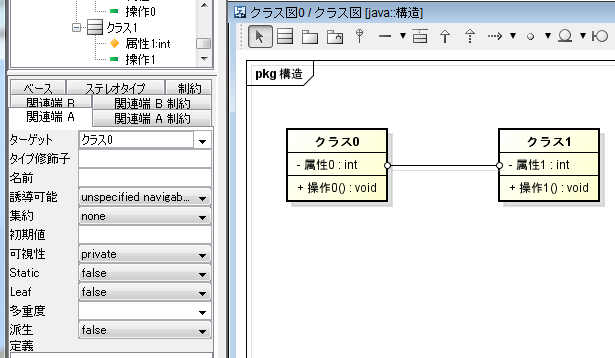 操作0
クラス1
属性1:int
操作1
ベース ステレオタイプ 制約
関連端 B 関連端 B 制約
関連端 A 関連端 A 制約
ターゲット クラス0
タイプ修飾子
名前
誘導可能 unspecified navigab...
集約 none
初期値
可視性 private
Static false
Leaf false
多重度
派生 false
定義
クラス図0 / クラス図 [java::構造]
pkg 構造
クラス0
- 属性0 : int
+ 操作0() : void
クラス1
- 属性1 : int
+ 操作1() : void